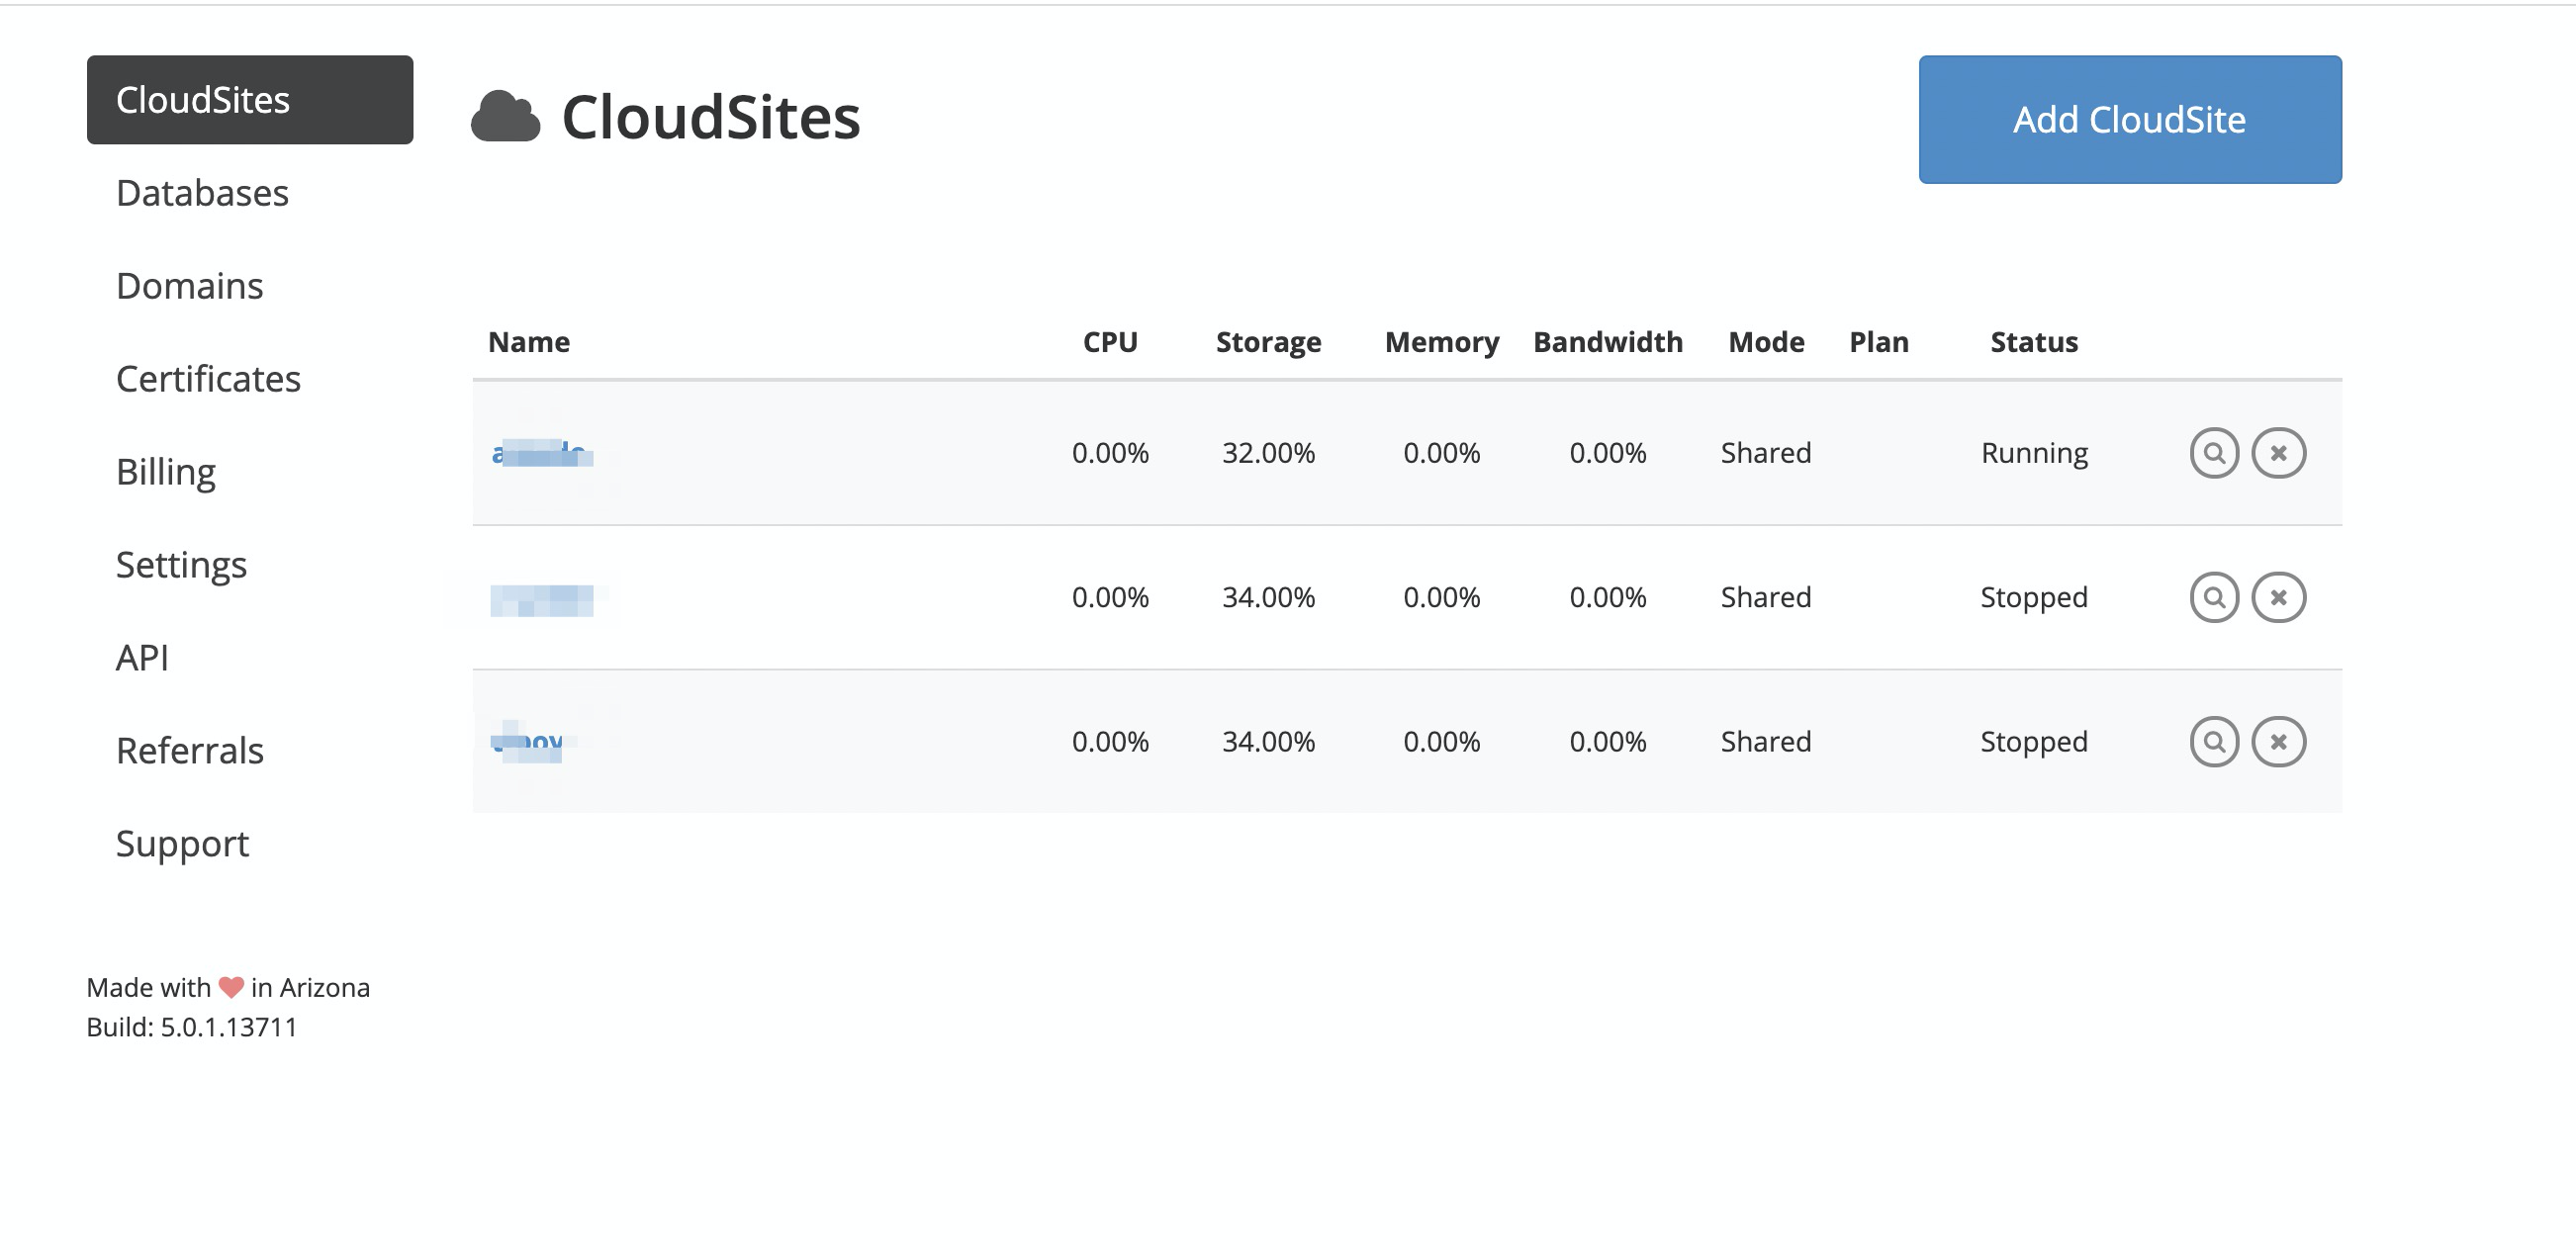 CloudSites
Databases
Domains
Certificates
Billing
Settings
API
Referrals
Support
Made with ❤ in Arizona
Build: 5.0.1.13711
CloudSites
Add CloudSite
Name CPU Storage Memory Bandwidth Mode Plan Status
0.00% 32.00% 0.00% 0.00% Shared Running
0.00% 34.00% 0.00% 0.00% Shared Stopped
0.00% 34.00% 0.00% 0.00% Shared Stopped